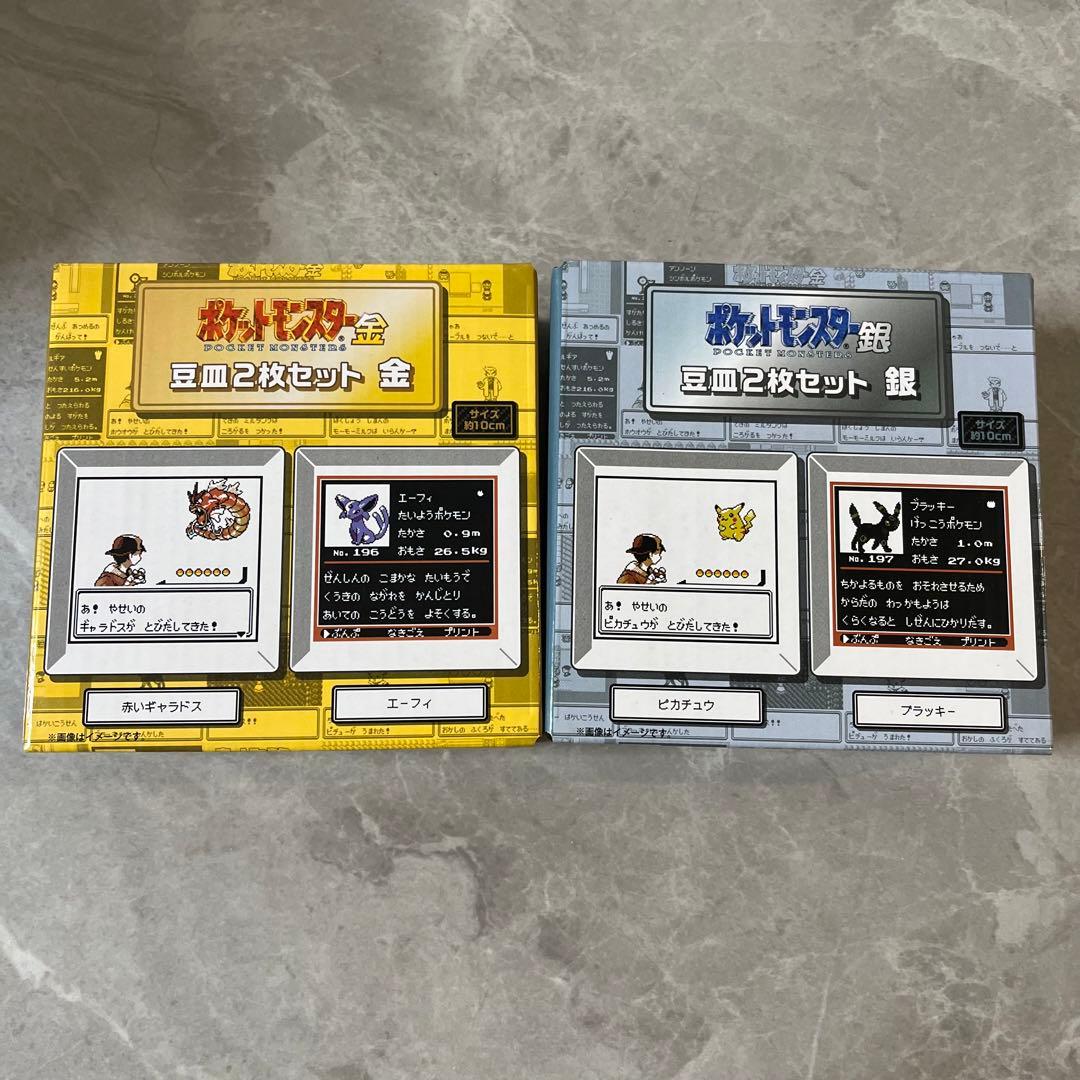 ポケットモンスター金
POCKET MONSTERS
豆皿2枚セット 金
サイズ
約10cm
あ! やせいの
ギャラドスが とびだしてきた!
エーフィ
たいようポケモン
たかさ 0.9m
No.196 おもさ 26.5kg
ぜんしんの こまかな たいもうで
くうきの ながれを かんじとり
あいての こうどうを よそくする。
▶ぶんぷ なきごえ プリント
赤いギャラドス
エーフィ
※画像はイメージです
ポケットモンスター銀
POCKET MONSTERS
豆皿2枚セット 銀
サイズ
約10cm
あ! やせいの
ピカチュウが とびだしてきた!
ブラッキー
げっこうポケモン
たかさ 1.0m
No.197 おもさ 27.0kg
ちかよるものを おそれさせるため
からだの わっかもようは
くらくなると しぜんにひかりだす。
▶ぶんぷ なきごえ プリント
ピカチュウ
ブラッキー
※画像はイメージです